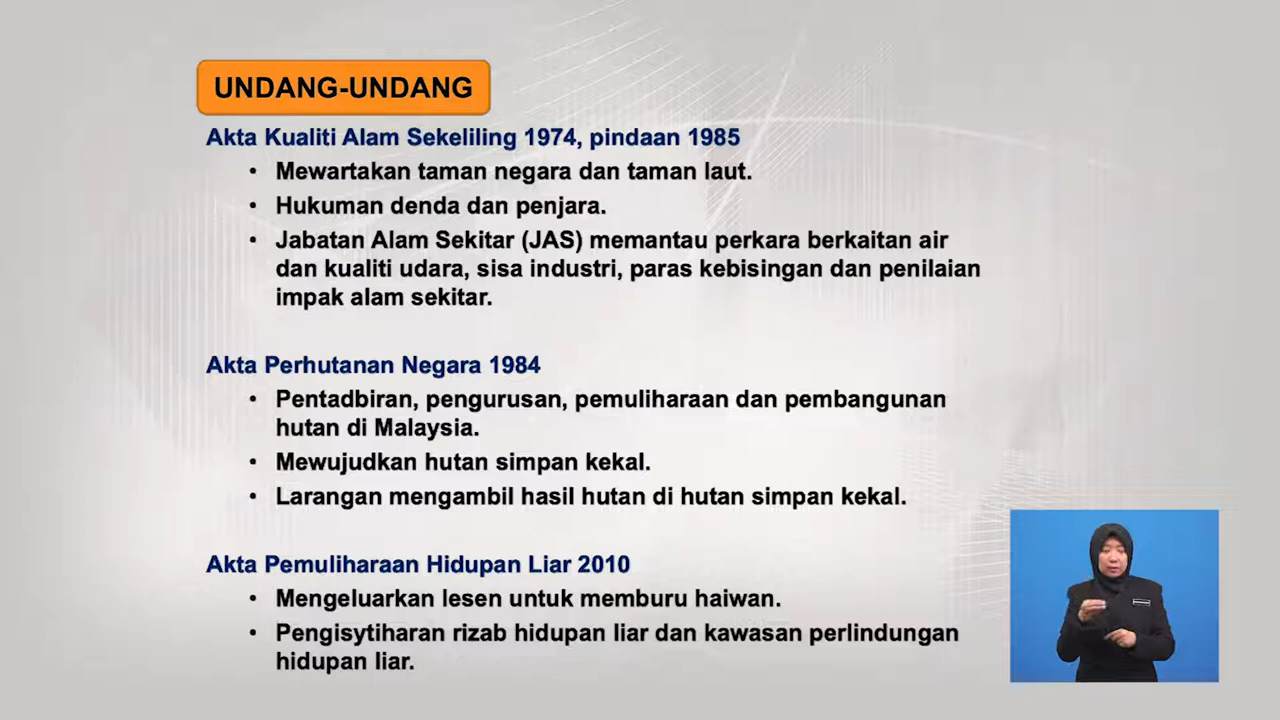 UNDANG-UNDANG
Akta Kualiti Alam Sekeliling 1974, pindaan 1985
• Mewartakan taman negara dan taman laut.
• Hukuman denda dan penjara.
• Jabatan Alam Sekitar (JAS) memantau perkara berkaitan air
dan kualiti udara, sisa industri, paras kebisingan dan penilaian
impak alam sekitar.
Akta Perhutanan Negara 1984
• Pentadbiran, pengurusan, pemuliharaan dan pembangunan
hutan di Malaysia.
• Mewujudkan hutan simpan kekal.
• Larangan mengambil hasil hutan di hutan simpan kekal.
Akta Pemuliharaan Hidupan Liar 2010
• Mengeluarkan lesen untuk memburu haiwan.
• Pengisytiharan rizab hidupan liar dan kawasan perlindungan
hidupan liar.